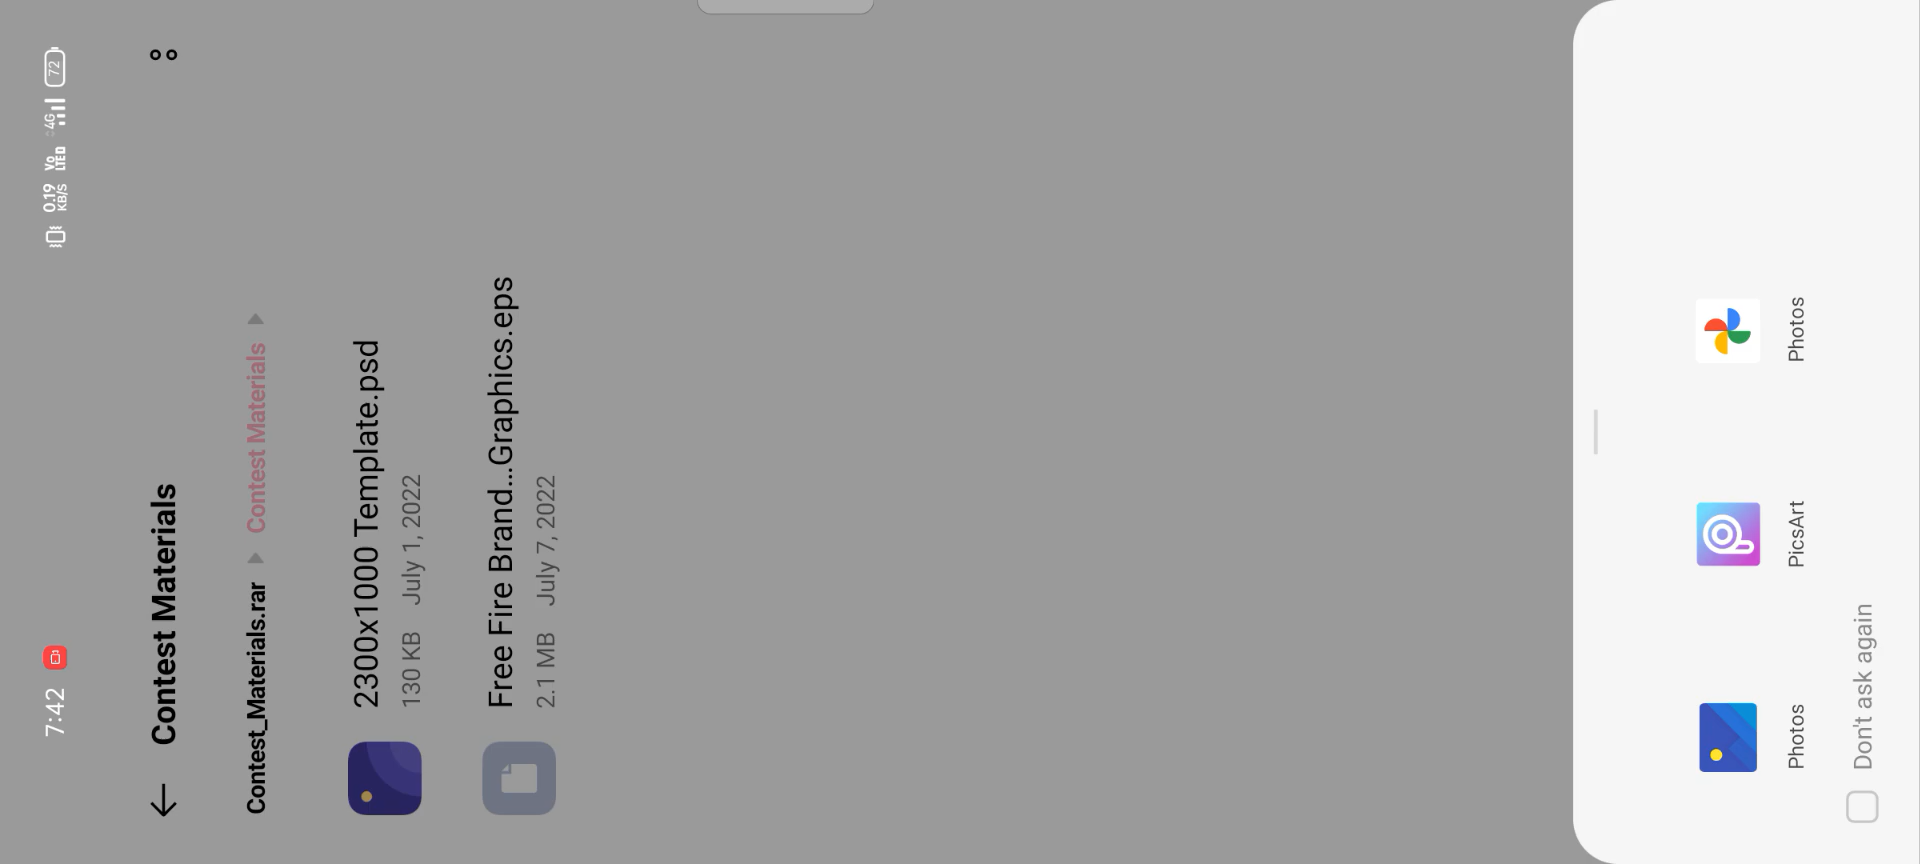 7:42
0.19 KB/S
Vo LTE
4G
72
Contest Materials
Contest_Materials.rar
Contest Materials
2300x1000 Template.psd
130 KB July 1, 2022
Free Fire Brand...Graphics.eps
2.1 MB July 7, 2022
Photos
PicsArt
Photos
Don't ask again